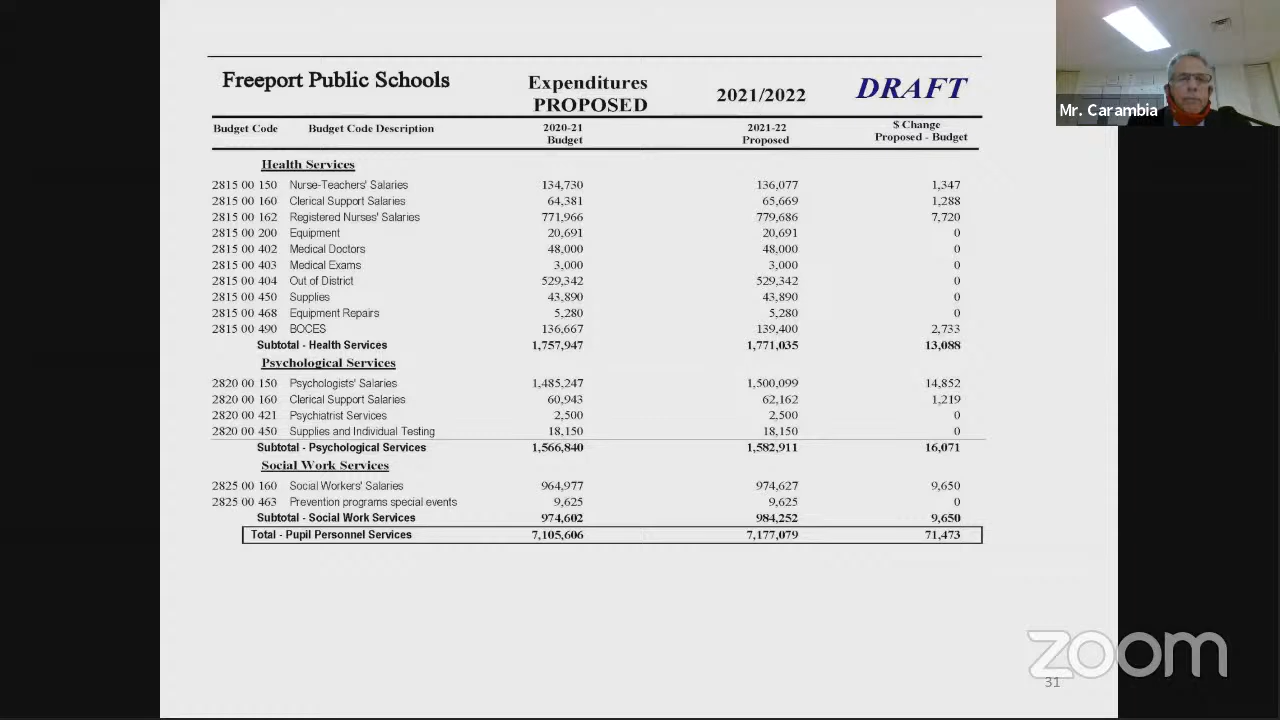 Freeport Public Schools Expenditures PROPOSED 2021/2022 DRAFT
Budget Code Budget Code Description 2020-21 Budget 2021-22 Proposed $ Change Proposed - Budget
Health Services
2815 00 150 Nurse-Teachers' Salaries 134,730 136,077 1,347
2815 00 160 Clerical Support Salaries 64,381 65,669 1,288
2815 00 162 Registered Nurses' Salaries 771,966 779,686 7,720
2815 00 200 Equipment 20,691 20,691 0
2815 00 402 Medical Doctors 48,000 48,000 0
2815 00 403 Medical Exams 3,000 3,000 0
2815 00 404 Out of District 529,342 529,342 0
2815 00 450 Supplies 43,890 43,890 0
2815 00 468 Equipment Repairs 5,280 5,280 0
2815 00 490 BOCES 136,667 139,400 2,733
Subtotal - Health Services 1,757,947 1,771,035 13,088
Psychological Services
2820 00 150 Psychologists' Salaries 1,485,247 1,500,099 14,852
2820 00 160 Clerical Support Salaries 60,943 62,162 1,219
2820 00 421 Psychiatrist Services 2,500 2,500 0
2820 00 450 Supplies and Individual Testing 18,150 18,150 0
Subtotal - Psychological Services 1,566,840 1,582,911 16,071
Social Work Services
2825 00 160 Social Workers' Salaries 964,977 974,627 9,650
2825 00 463 Prevention programs special events 9,625 9,625 0
Subtotal - Social Work Services 974,602 984,252 9,650
Total - Pupil Personnel Services 7,105,606 7,177,079 71,473
Mr. Carambia
zoom
31